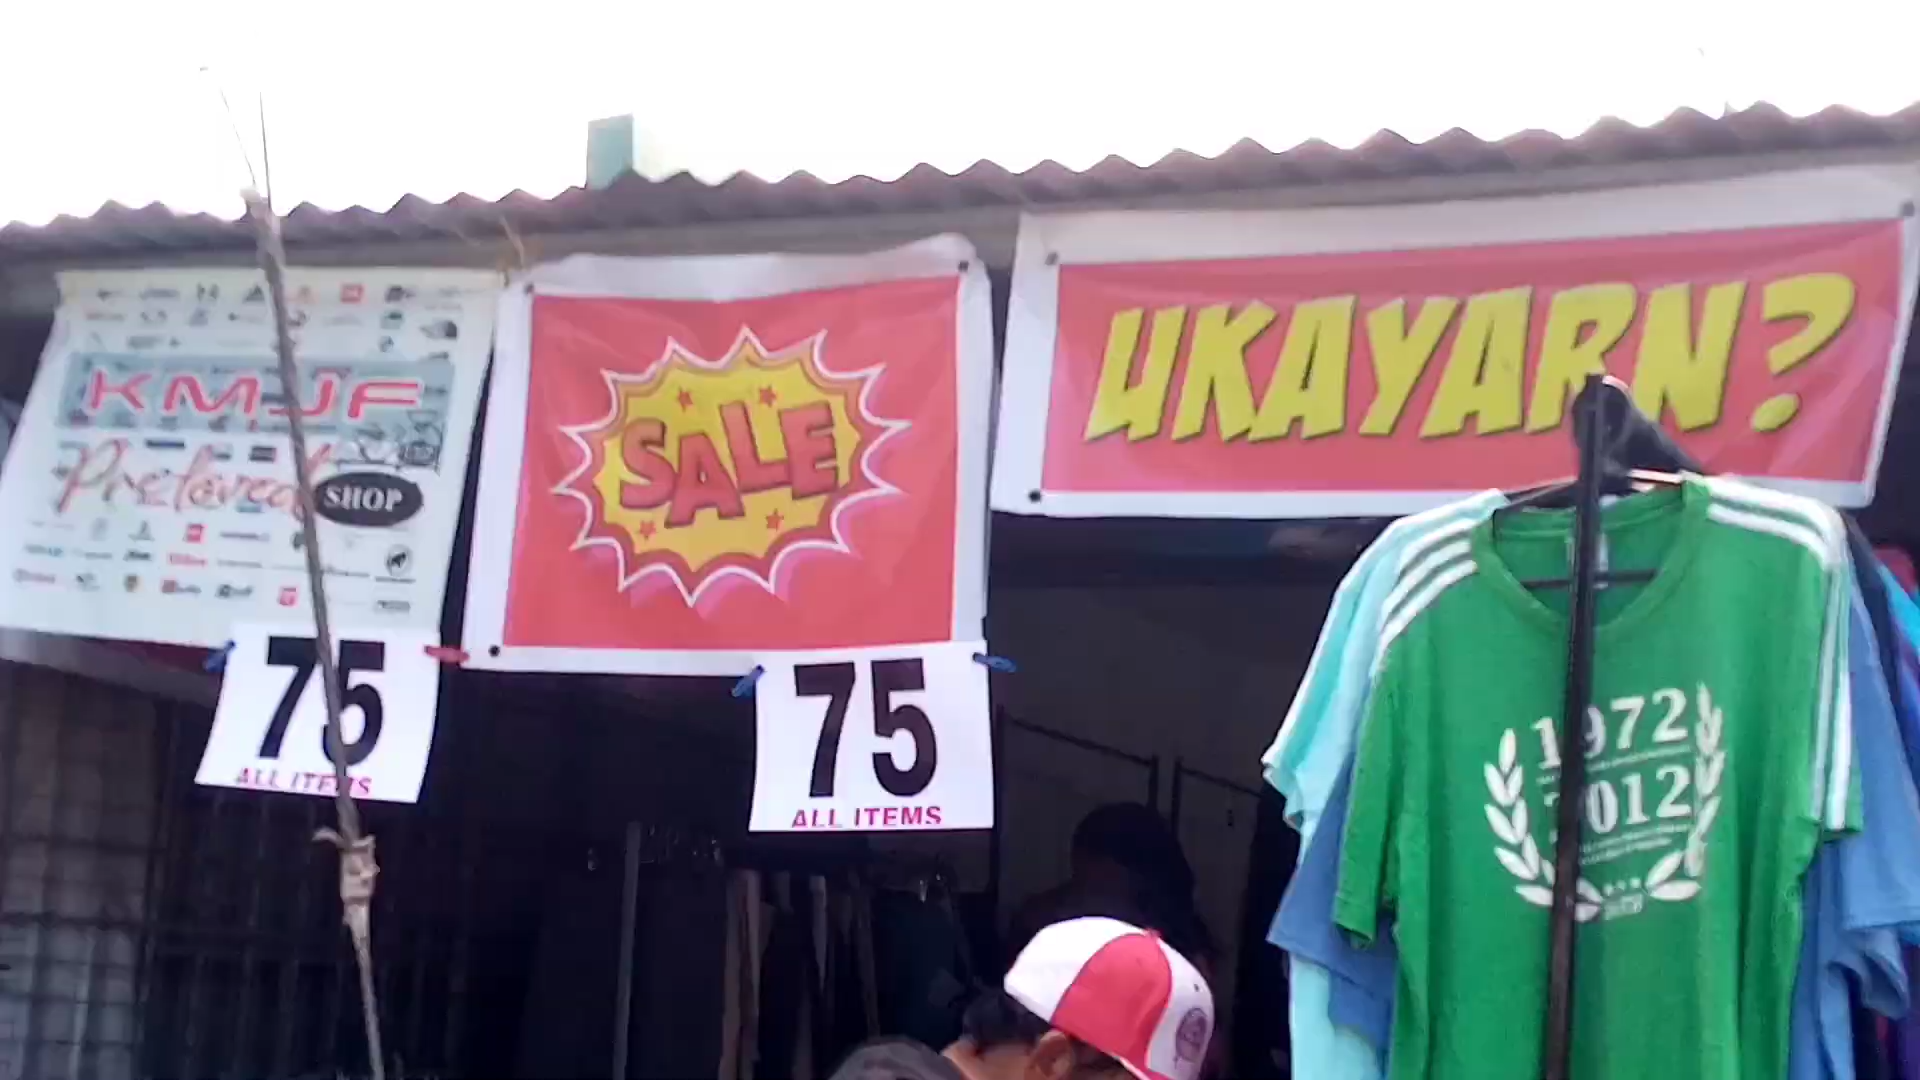 KMJF
Preloved
SHOP
SALE
UKAYARN?
75
ALL ITEMS
75
ALL ITEMS
1972
2012